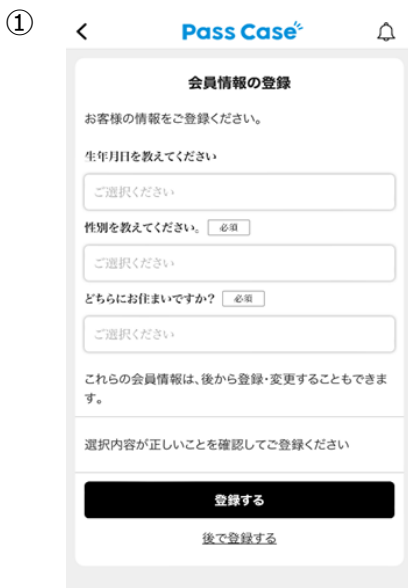 ①
Pass Case
会員情報の登録
お客様の情報をご登録ください。
生年月日を教えてください
ご選択ください
性別を教えてください。 必須
ご選択ください
どちらにお住まいですか? 必須
ご選択ください
これらの会員情報は、後から登録・変更することもできま
す。
選択内容が正しいことを確認してご登録ください
登録する
後で登録する